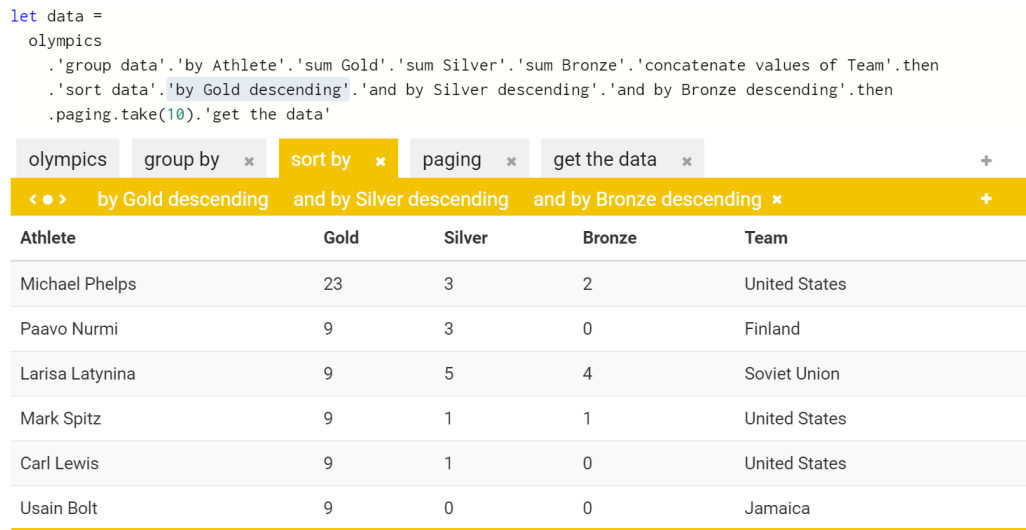 let data =
olympics
.'group data'.'by Athlete'.'sum Gold'.'sum Silver'.'sum Bronze'.'concatenate values of Team'.then
.'sort data'.'by Gold descending'.'and by Silver descending'.'and by Bronze descending'.then
.paging.take(10).'get the data'
olympics group by × sort by × paging × get the data × +
< ● > by Gold descending and by Silver descending and by Bronze descending × +
Athlete Gold Silver Bronze Team
Michael Phelps 23 3 2 United States
Paavo Nurmi 9 3 0 Finland
Larisa Latynina 9 5 4 Soviet Union
Mark Spitz 9 1 1 United States
Carl Lewis 9 1 0 United States
Usain Bolt 9 0 0 Jamaica